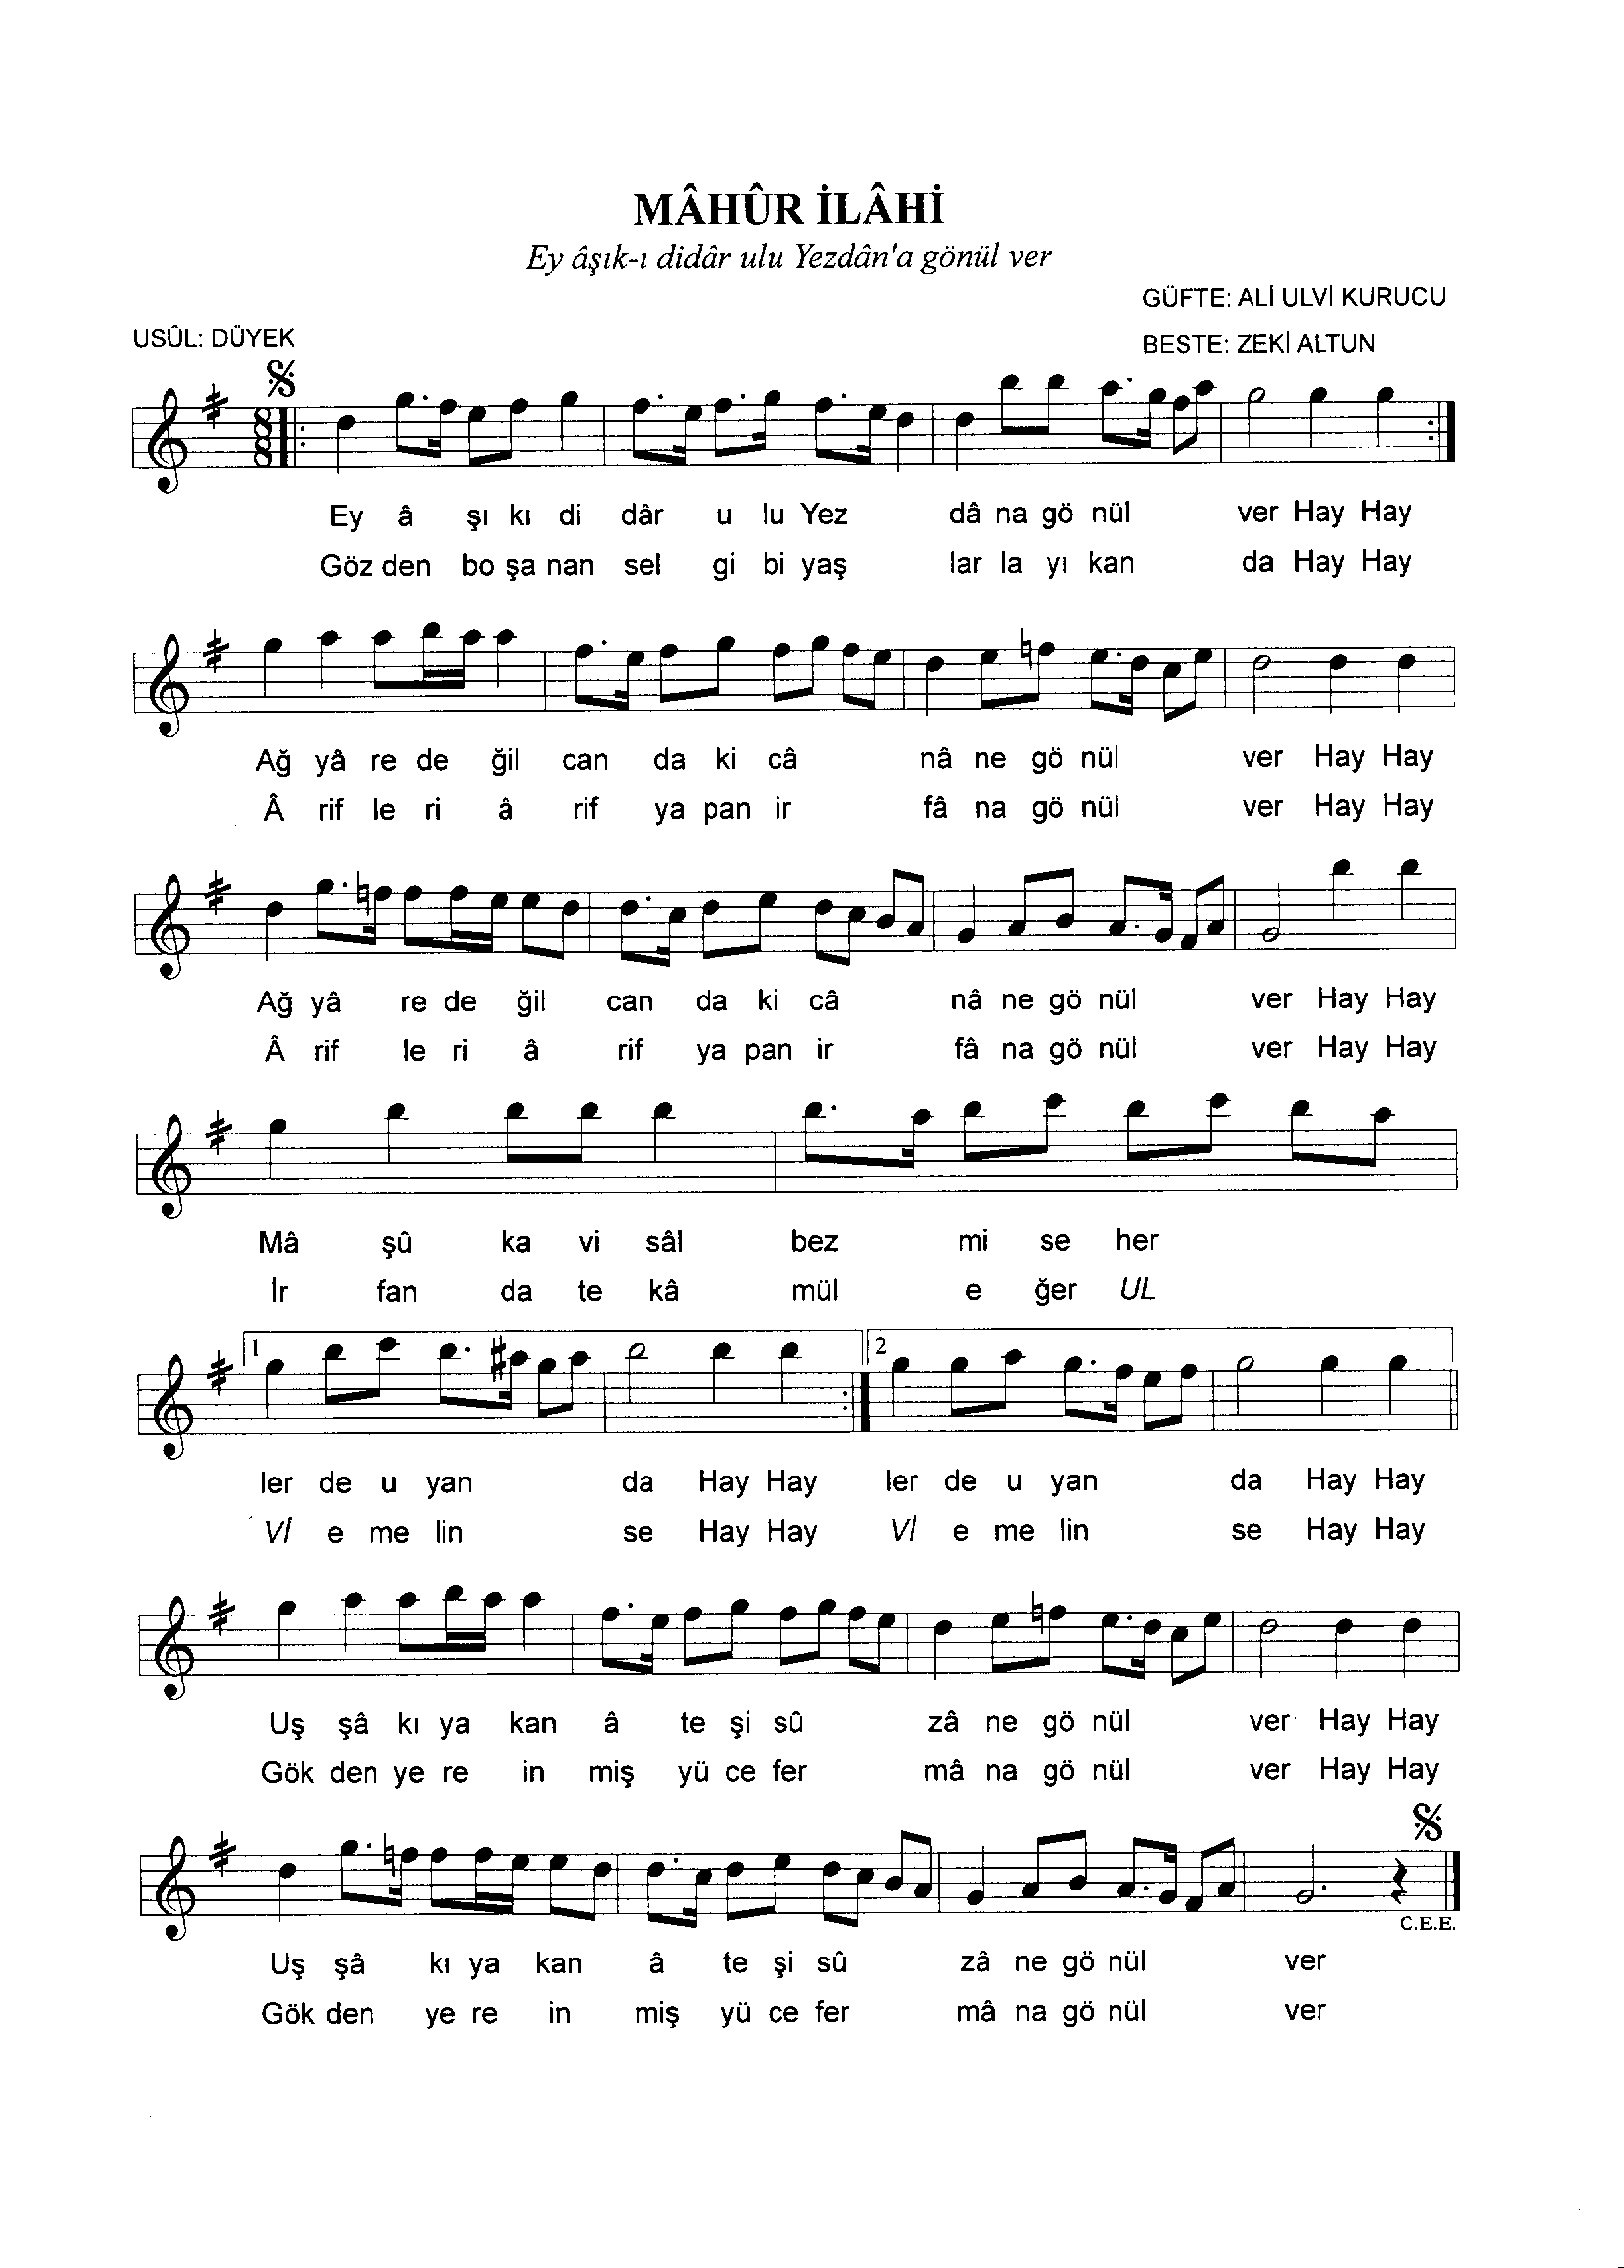 MÂHÛR İLÂHİ
Ey âşık-ı didâr ulu Yezdân'a gönül ver
GÜFTE: ALİ ULVİ KURUCU
USÛL: DÜYEK
BESTE: ZEKİ ALTUN
8
8
Ey â şı kı di dâr u lu Yez dâ na gö nül ver Hay Hay
Göz den bo şa nan sel gi bi yaş lar la yı kan da Hay Hay
Ağ yâ re de ğil can da ki câ nâ ne gö nül ver Hay Hay
Â rif le ri â rif ya pan ir fâ na gö nül ver Hay Hay
Ağ yâ re de ğil can da ki câ nâ ne gö nül ver Hay Hay
Â rif le ri â rif ya pan ir fâ na gö nül ver Hay Hay
Mâ şû ka vi sâl bez mi se her
İr fan da te kâ mül e ğer UL
1 2
ler de u yan da Hay Hay ler de u yan da Hay Hay
Vİ e me lin se Hay Hay Vİ e me lin se Hay Hay
Uş şâ kı ya kan â te şi sû zâ ne gö nül ver Hay Hay
Gök den ye re in miş yü ce fer mâ na gö nül ver Hay Hay
C.E.E.
Uş şâ kı ya kan â te şi sû zâ ne gö nül ver
Gök den ye re in miş yü ce fer mâ na gö nül ver